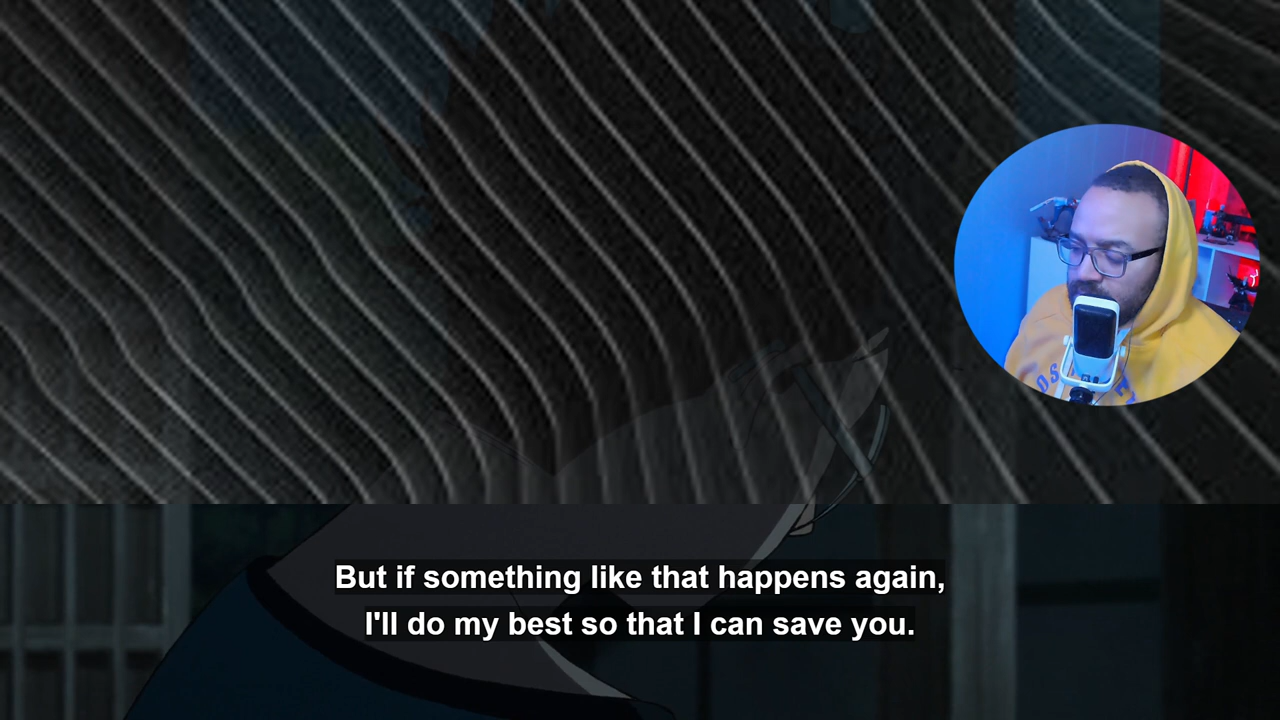 But if something like that happens again,
I'll do my best so that I can save you.